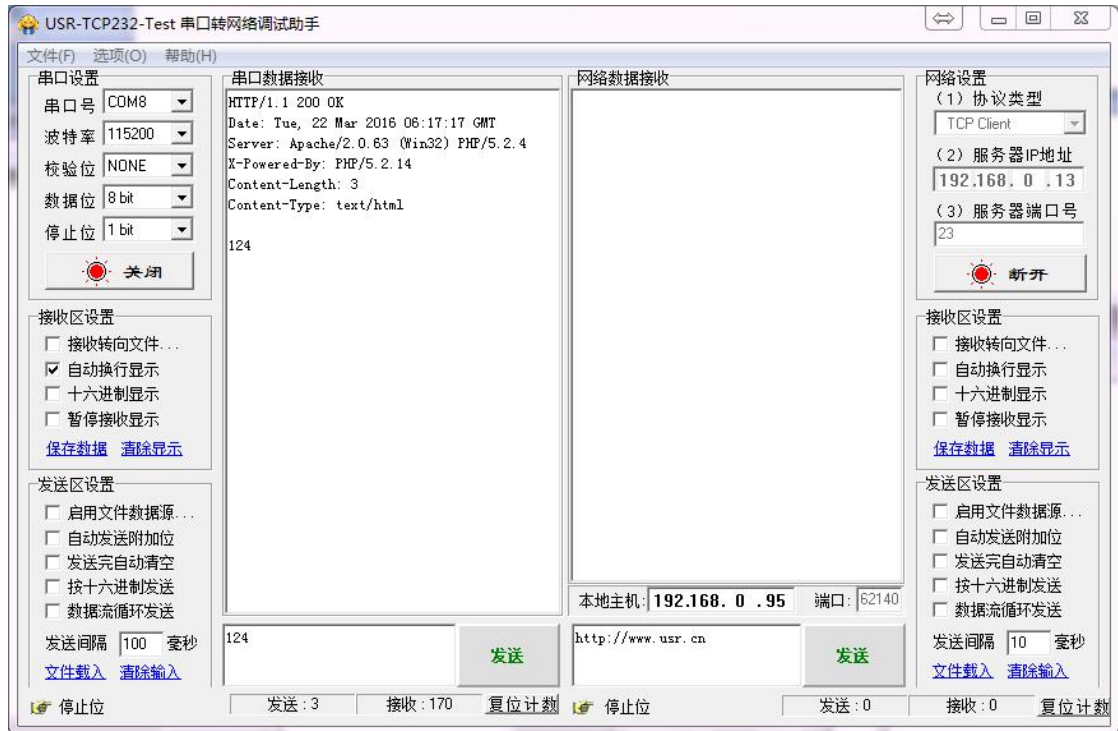 USR-TCP232-Test 串口转网络调试助手
文件(F) 选项(O) 帮助(H)
串口设置
串口号 COM8
波特率 115200
校验位 NONE
数据位 8 bit
停止位 1 bit
关闭
接收区设置
接收转向文件...
自动换行显示
十六进制显示
暂停接收显示
保存数据 清除显示
发送区设置
启用文件数据源...
自动发送附加位
发送完自动清空
按十六进制发送
数据流循环发送
发送间隔 100 毫秒
文件载入 清除输入
串口数据接收
HTTP/1.1 200 OK
Date: Tue, 22 Mar 2016 06:17:17 GMT
Server: Apache/2.0.63 (Win32) PHP/5.2.4
X-Powered-By: PHP/5.2.14
Content-Length: 3
Content-Type: text/html
124
124
发送
网络数据接收
本地主机: 192.168. 0 .95 端口: 62140
http://www.usr.cn
发送
网络设置
(1) 协议类型
TCP Client
(2) 服务器IP地址
192.168. 0 .13
(3) 服务器端口号
23
断开
接收区设置
接收转向文件...
自动换行显示
十六进制显示
暂停接收显示
保存数据 清除显示
发送区设置
启用文件数据源...
自动发送附加位
发送完自动清空
按十六进制发送
数据流循环发送
发送间隔 10 毫秒
文件载入 清除输入
停止位 发送:3 接收:170 复位计数
停止位 发送:0 接收:0 复位计数